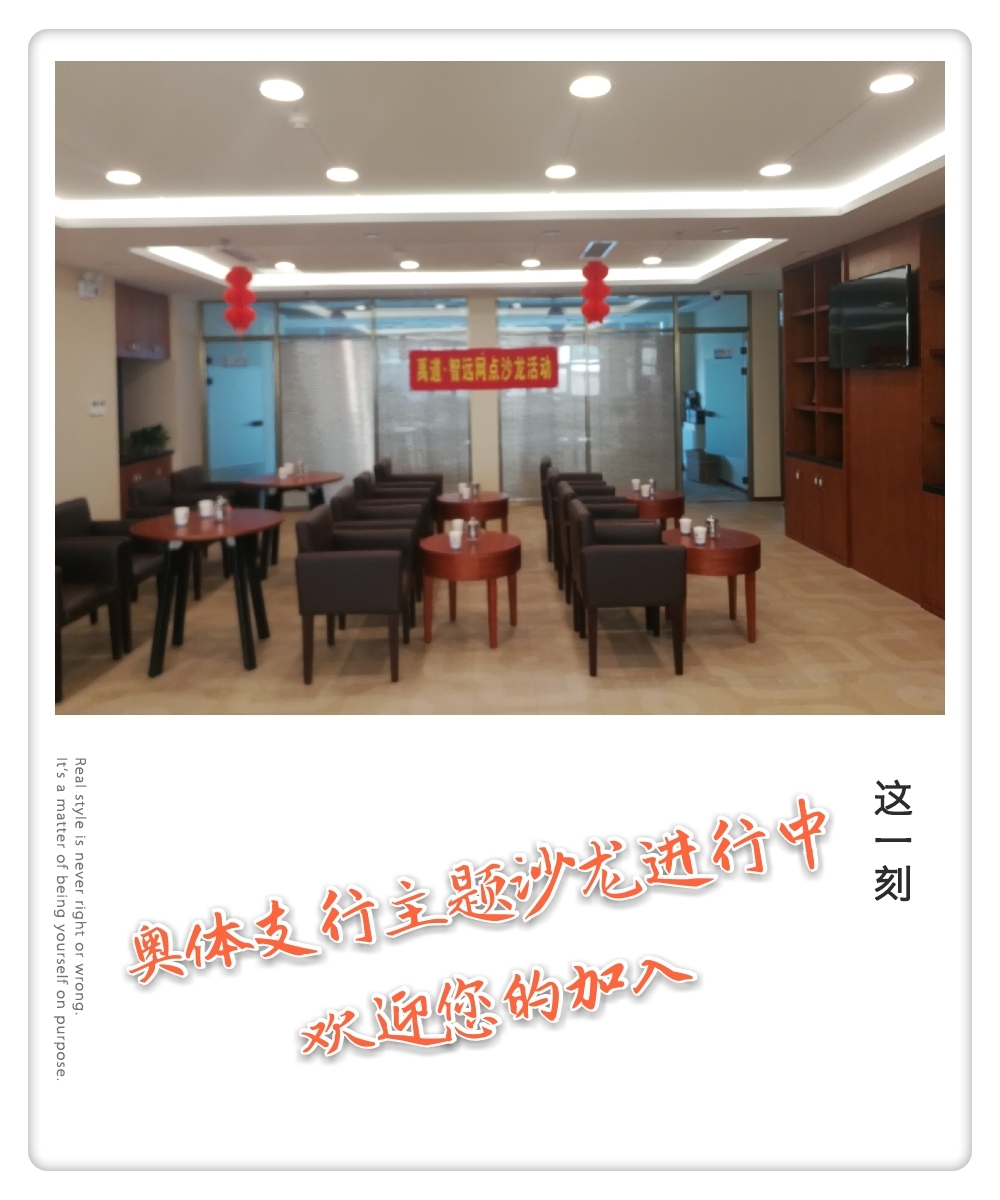 禹道·智远网点沙龙活动
这一刻
奥体支行主题沙龙进行中
欢迎您的加入
Real style is never right or wrong.
It's a matter of being yourself on purpose.